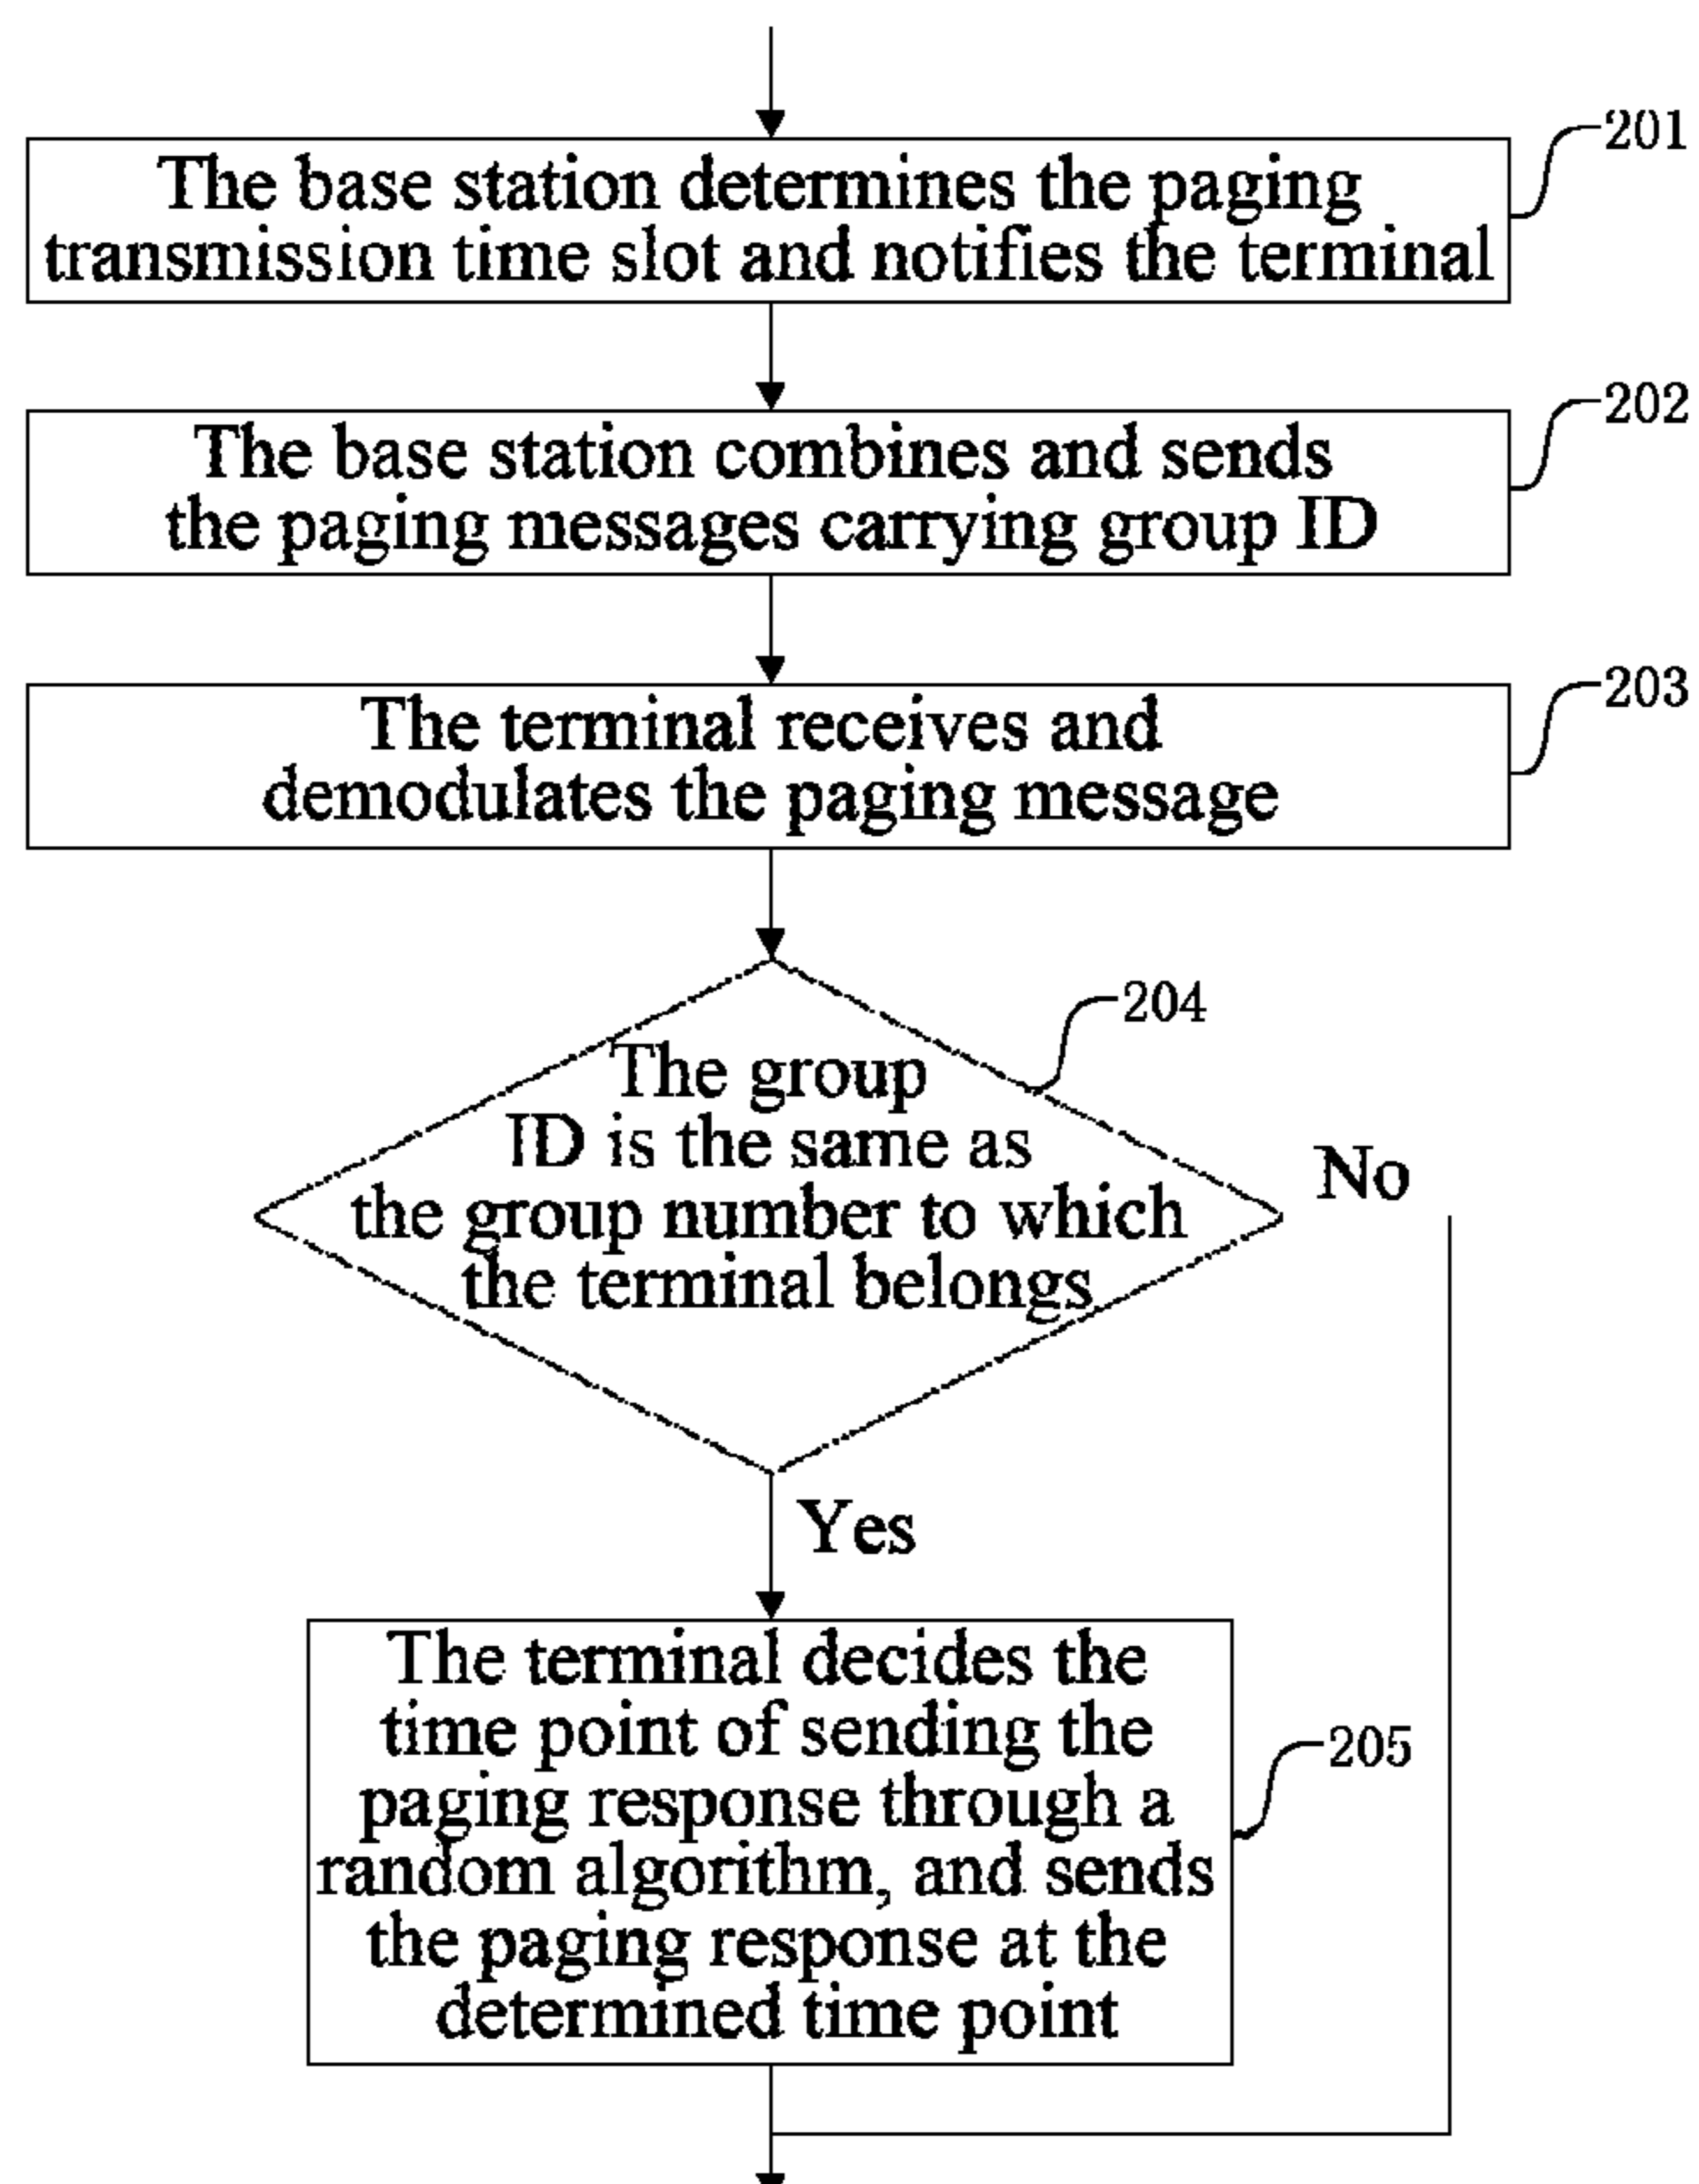 The base station determines the paging
transmission time slot and notifies the terminal
201
The base station combines and sends
the paging messages carrying group ID
202
The terminal receives and
demodulates the paging message
203
204
The group
ID is the same as
the group number to which
the terminal belongs
No
Yes
The terminal decides the
time point of sending the
paging response through a
random algorithm, and sends
the paging response at the
determined time point
205